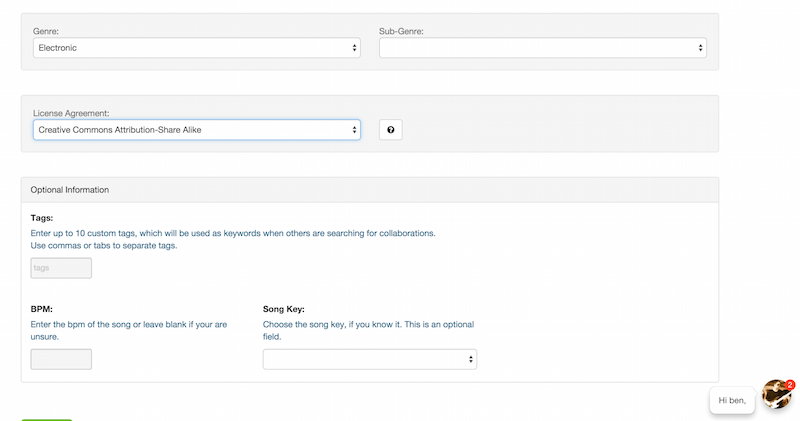 Genre:
Sub-Genre:
Electronic
License Agreement:
Creative Commons Attribution-Share Alike
?
Optional Information
Tags:
Enter up to 10 custom tags, which will be used as keywords when others are searching for collaborations.
Use commas or tabs to separate tags.
tags
BPM:
Enter the bpm of the song or leave blank if your are
unsure.
Song Key:
Choose the song key, if you know it. This is an optional
field.
2
Hi ben,